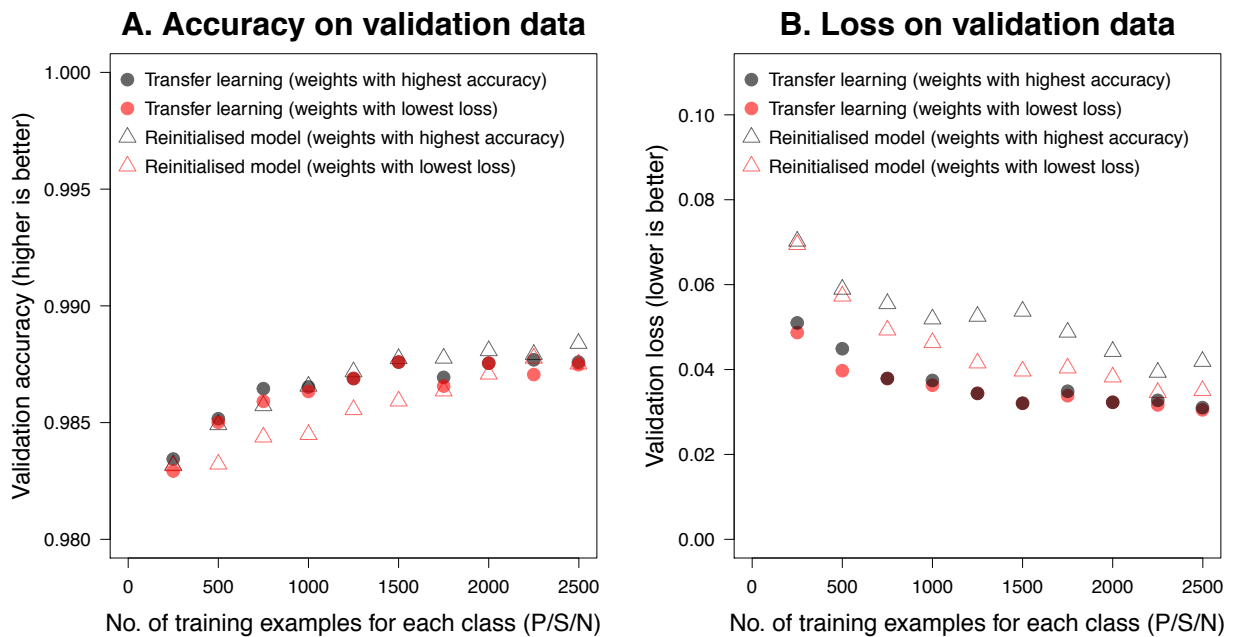 A. Accuracy on validation data
Validation accuracy (higher is better)
1.000
0.995
0.990
0.985
0.980
Transfer learning (weights with highest accuracy)
Transfer learning (weights with lowest loss)
Reinitialised model (weights with highest accuracy)
Reinitialised model (weights with lowest loss)
0 500 1000 1500 2000 2500
No. of training examples for each class (P/S/N)
B. Loss on validation data
Validation loss (lower is better)
0.10
0.08
0.06
0.04
0.02
0.00
Transfer learning (weights with highest accuracy)
Transfer learning (weights with lowest loss)
Reinitialised model (weights with highest accuracy)
Reinitialised model (weights with lowest loss)
0 500 1000 1500 2000 2500
No. of training examples for each class (P/S/N)